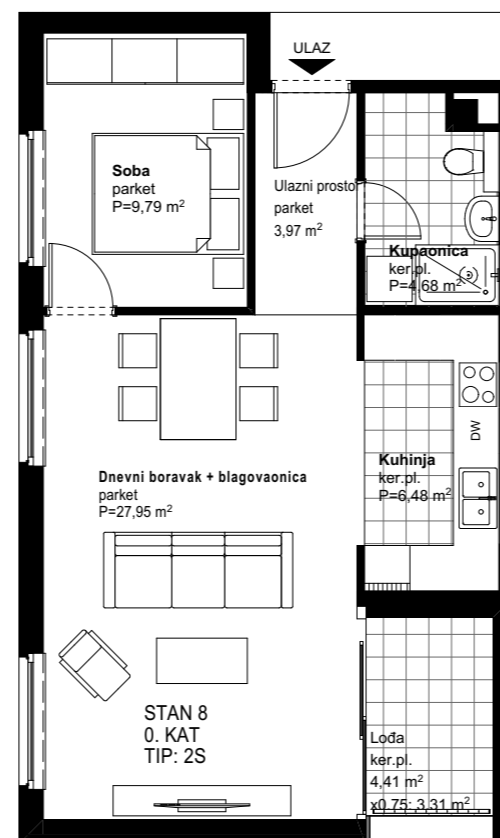 ULAZ
Soba
parket
P=9,79 m²
Ulazni prosto
parket
3,97 m²
Kupaonica
ker.pl.
P=4,68 m²
DW
Kuhinja
ker.pl.
P=6,48 m²
Dnevni boravak + blagovaonica
parket
P=27,95 m²
STAN 8
0. KAT
TIP: 2S
Lođa
ker.pl.
4,41 m²
x0.75: 3,31 m²